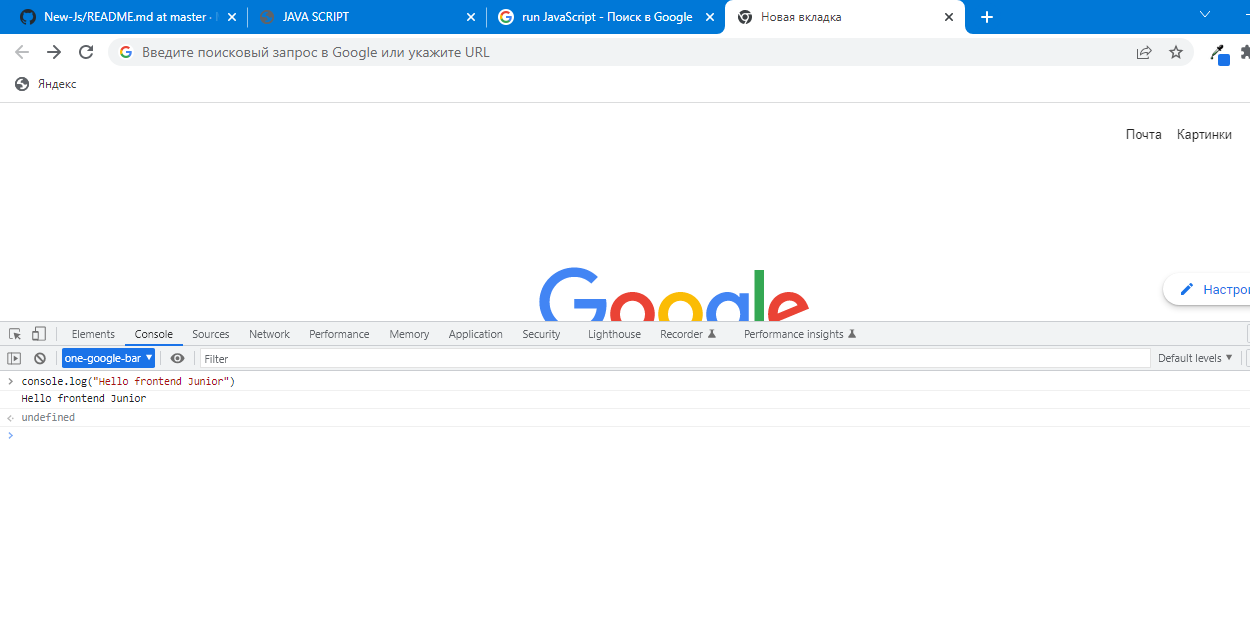 New-Js/README.md at master ·
JAVA SCRIPT
run JavaScript - Поиск в Google
Новая вкладка
Введите поисковый запрос в Google или укажите URL
Яндекс
Почта Картинки
Google
Elements Console Sources Network Performance Memory Application Security Lighthouse Recorder Performance insights
one-google-bar Filter Default levels
console.log("Hello frontend Junior")
Hello frontend Junior
undefined